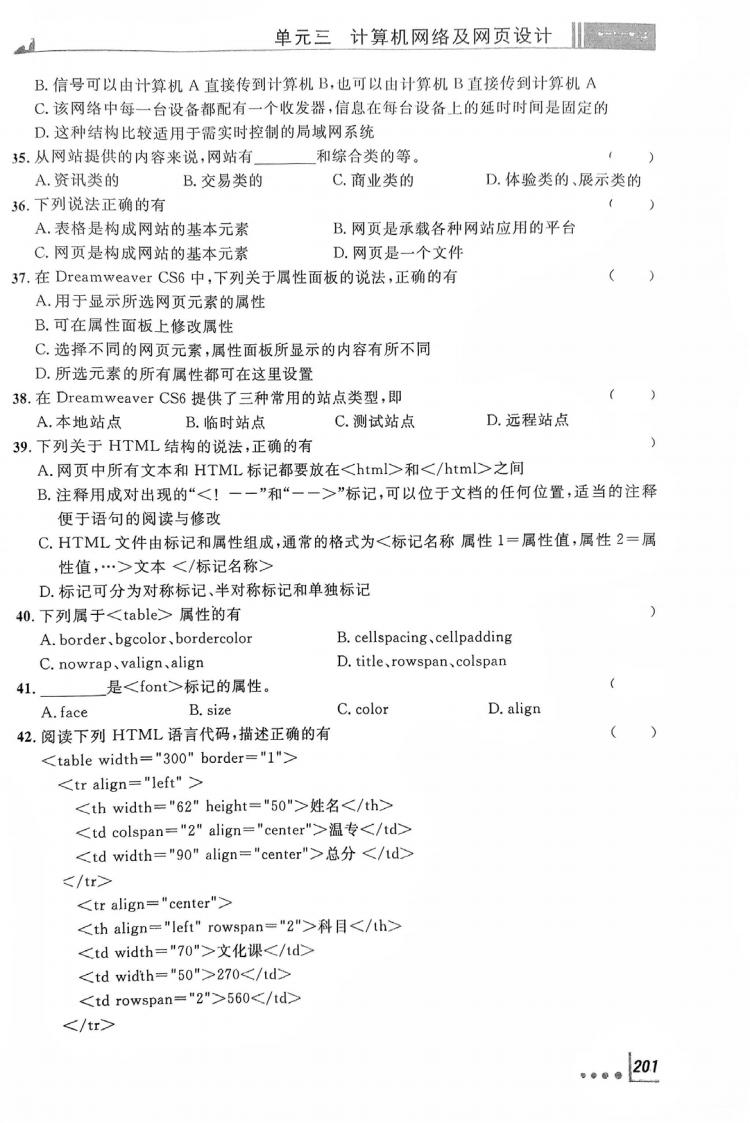 单元三 计算机网络及网页设计
B. 信号可以由计算机 A 直接传到计算机 B,也可以由计算机 B 直接传到计算机 A
C. 该网络中每一台设备都配有一个收发器,信息在每台设备上的延时时间是固定的
D. 这种结构比较适用于需实时控制的局域网系统
35. 从网站提供的内容来说,网站有________和综合类的等。 ( )
A. 资讯类的 B. 交易类的 C. 商业类的 D. 体验类的、展示类的
36. 下列说法正确的有 ( )
A. 表格是构成网站的基本元素 B. 网页是承载各种网站应用的平台
C. 网页是构成网站的基本元素 D. 网页是一个文件
37. 在 Dreamweaver CS6 中,下列关于属性面板的说法,正确的有 ( )
A. 用于显示所选网页元素的属性
B. 可在属性面板上修改属性
C. 选择不同的网页元素,属性面板所显示的内容有所不同
D. 所选元素的所有属性都可在这里设置
38. 在 Dreamweaver CS6 提供了三种常用的站点类型,即 ( )
A. 本地站点 B. 临时站点 C. 测试站点 D. 远程站点
39. 下列关于 HTML 结构的说法,正确的有 )
A. 网页中所有文本和 HTML 标记都要放在<html>和</html>之间
B. 注释用成对出现的“<! －－”和“－－>”标记,可以位于文档的任何位置,适当的注释
便于语句的阅读与修改
C. HTML 文件由标记和属性组成,通常的格式为<标记名称 属性 1=属性值,属性 2=属
性值,…>文本 </标记名称>
D. 标记可分为对称标记、半对称标记和单独标记
40. 下列属于<table> 属性的有 )
A. border、bgcolor、bordercolor B. cellspacing、cellpadding
C. nowrap、valign、align D. title、rowspan、colspan
41. ________是<font>标记的属性。 (
A. face B. size C. color D. align
42. 阅读下列 HTML 语言代码,描述正确的有 ( )
<table width="300" border="1">
<tr align="left" >
<th width="62" height="50">姓名</th>
<td colspan="2" align="center">温专</td>
<td width="90" align="center">总分 </td>
</tr>
<tr align="center">
<th align="left" rowspan="2">科目</th>
<td width="70">文化课</td>
<td width="50">270</td>
<td rowspan="2">560</td>
</tr>
201